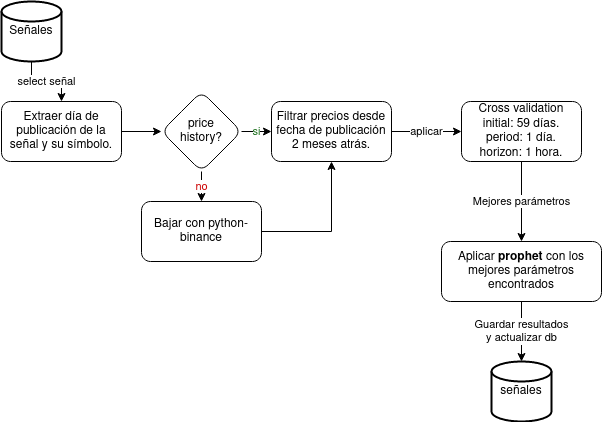 Señales
select señal
Extraer día de
publicación de la
señal y su símbolo.
price
history?
si
no
Bajar con python-
binance
Filtrar precios desde
fecha de publicación
2 meses atrás.
aplicar
Cross validation
initial: 59 días.
period: 1 día.
horizon: 1 hora.
Mejores parámetros
Aplicar prophet con los
mejores parámetros
encontrados
Guardar resultados
y actualizar db
señales